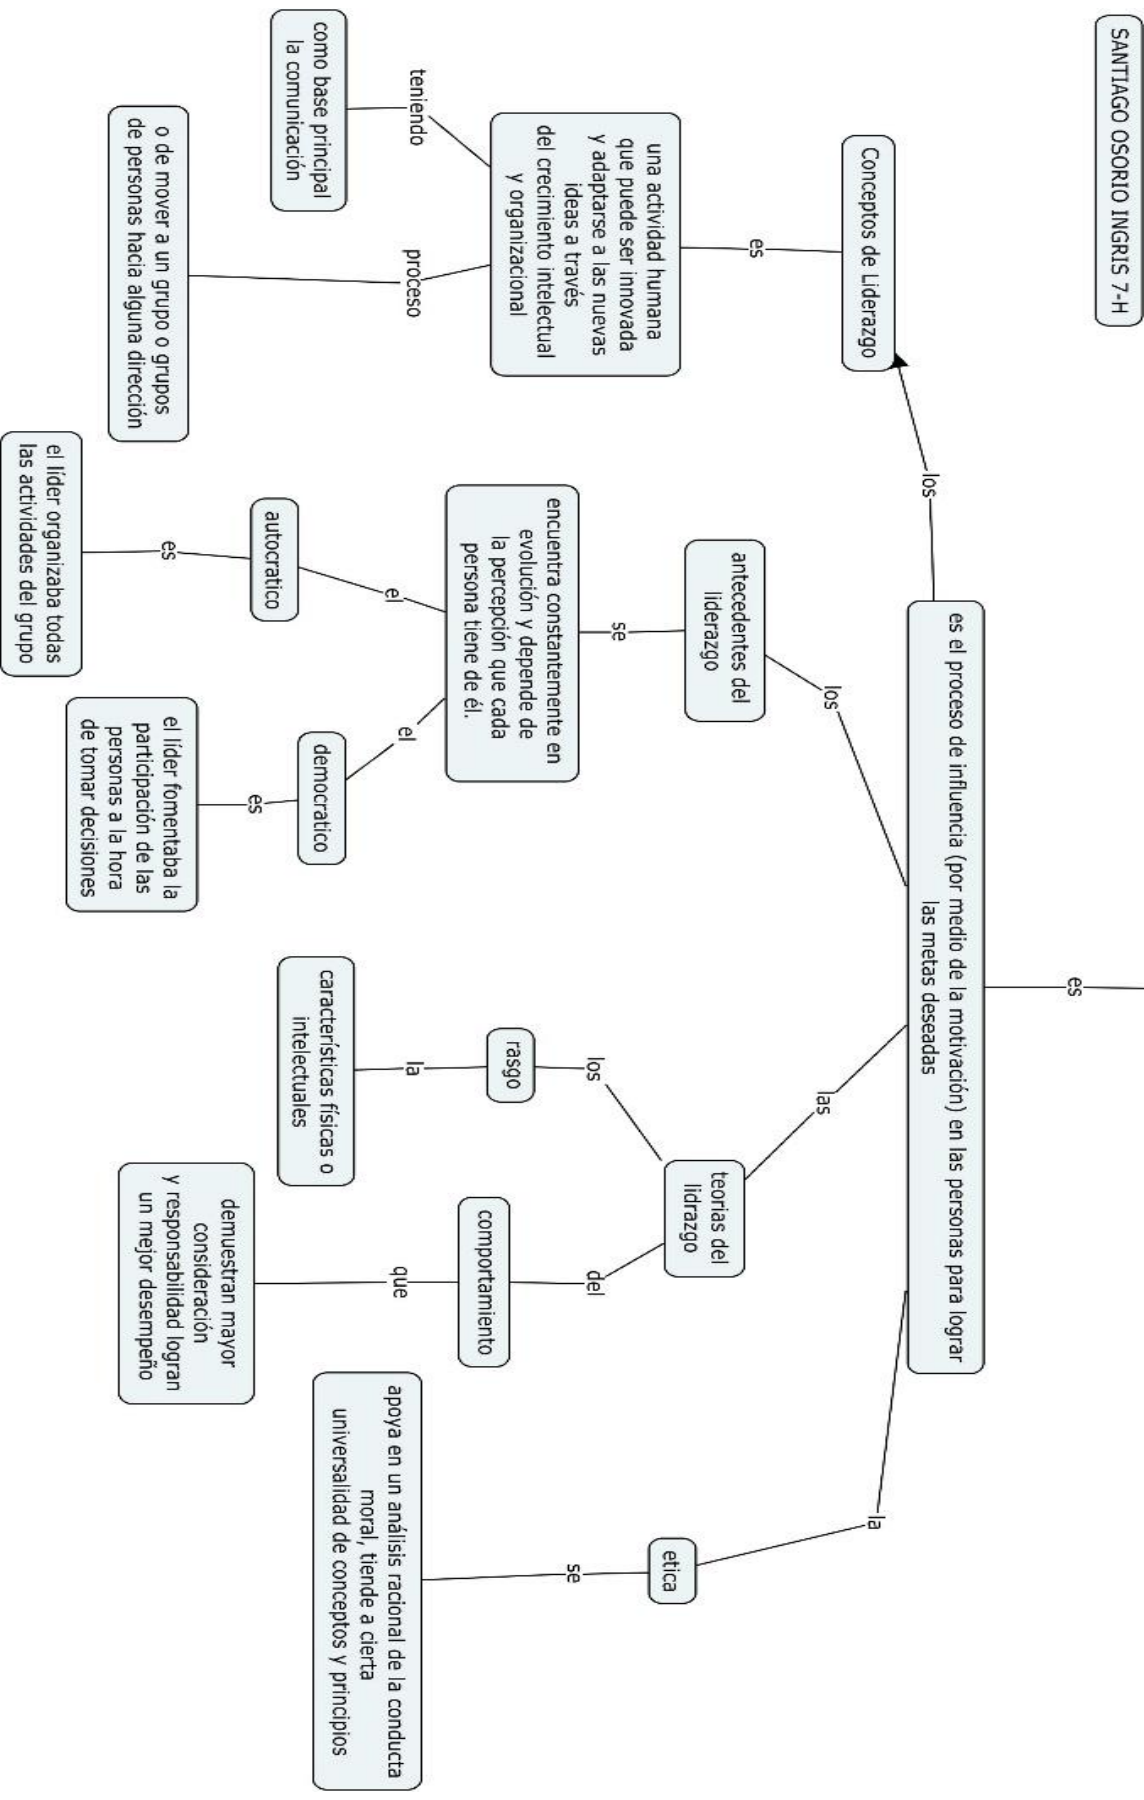 SANTIAGO OSORIO INGRIS 7-H
es
es el proceso de influencia (por medio de la motivación) en las personas para lograr
las metas deseadas
los
Conceptos de Liderazgo
es
una actividad humana
que puede ser innovada
y adaptarse a las nuevas
ideas a través
del crecimiento intelectual
y organizacional
teniendo
como base principal
la comunicación
proceso
o de mover a un grupo o grupos
de personas hacia alguna dirección
los
antecedentes del
liderazgo
se
encuentra constantemente en
evolución y depende de
la percepción que cada
persona tiene de él.
el
autocratico
es
el líder organizaba todas
las actividades del grupo
el
democratico
es
el líder fomentaba la
participación de las
personas a la hora
de tomar decisiones
las
teorias del
lidrazgo
los
rasgo
la
características físicas o
intelectuales
del
comportamiento
que
demuestran mayor
consideración
y responsabilidad logran
un mejor desempeño
la
etica
se
apoya en un análisis racional de la conducta
moral, tiende a cierta
universalidad de conceptos y principios